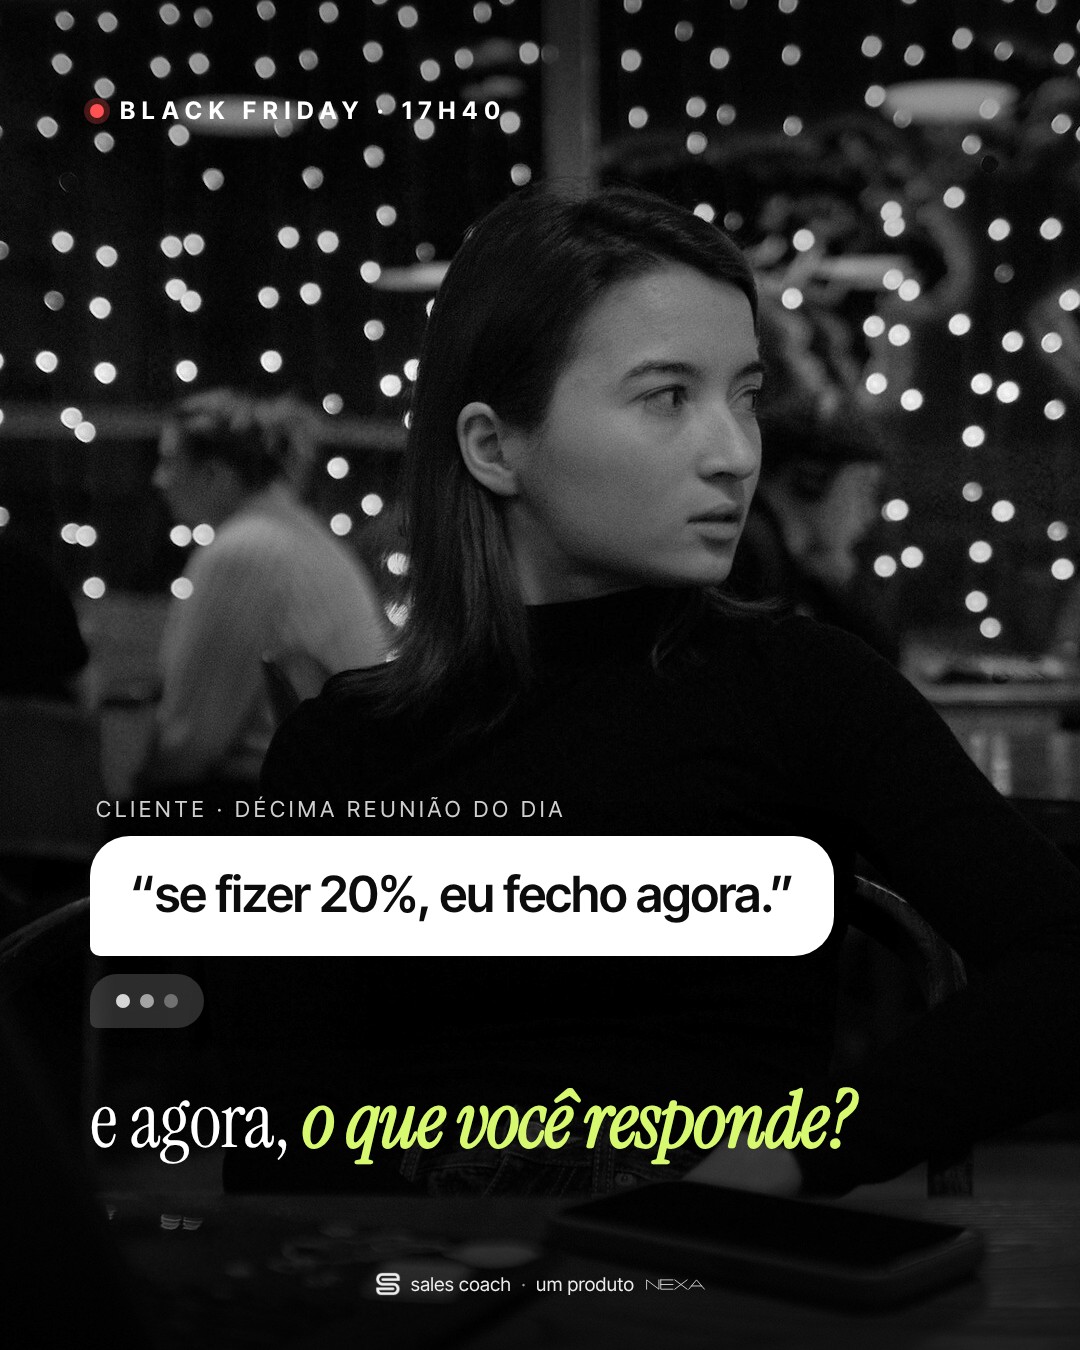 BLACK FRIDAY · 17H40
CLIENTE · DÉCIMA REUNIÃO DO DIA
“se fizer 20%, eu fecho agora.”
e agora, o que você responde?
sales coach · um produto NEXA